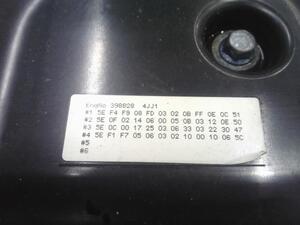 EngNo 398828 4JJ1
#1 5E F4 F9 08 FD 03 02 0B FF 0E 0C 51
#2 5E 0F 02 14 06 00 05 08 03 12 0E 50
#3 5E 0C 00 17 25 03 06 33 03 22 30 47
#4 5E F1 F7 05 06 03 02 10 00 10 06 5C
#5
#6